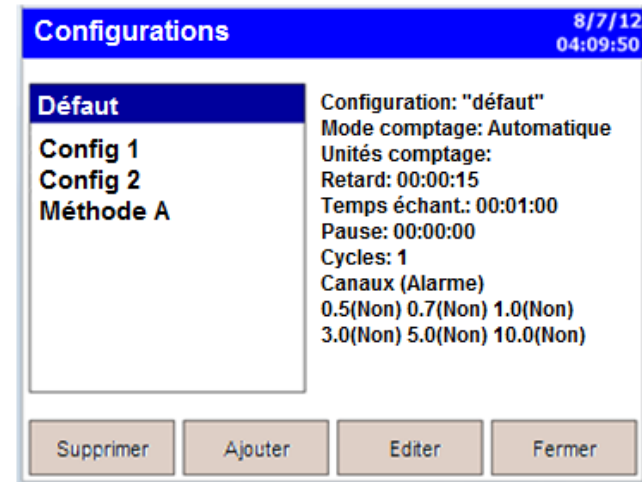 Configurations
8/7/12
04:09:50
Défaut
Config 1
Config 2
Méthode A
Configuration: "défaut"
Mode comptage: Automatique
Unités comptage:
Retard: 00:00:15
Temps échant.: 00:01:00
Pause: 00:00:00
Cycles: 1
Canaux (Alarme)
0.5(Non) 0.7(Non) 1.0(Non)
3.0(Non) 5.0(Non) 10.0(Non)
Supprimer
Ajouter
Editer
Fermer